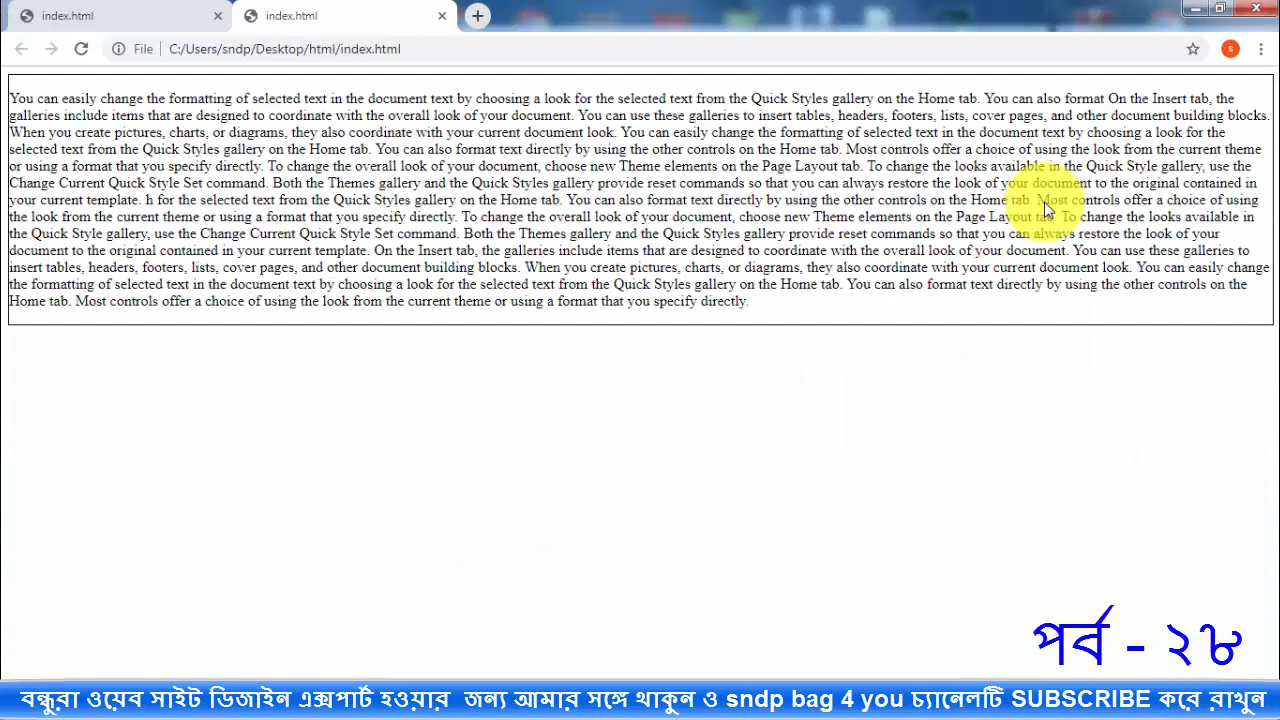 index.html
index.html
File C:/Users/sndp/Desktop/html/index.html
S
You can easily change the formatting of selected text in the document text by choosing a look for the selected text from the Quick Styles gallery on the Home tab. You can also format On the Insert tab, the
galleries include items that are designed to coordinate with the overall look of your document. You can use these galleries to insert tables, headers, footers, lists, cover pages, and other document building blocks.
When you create pictures, charts, or diagrams, they also coordinate with your current document look. You can easily change the formatting of selected text in the document text by choosing a look for the
selected text from the Quick Styles gallery on the Home tab. You can also format text directly by using the other controls on the Home tab. Most controls offer a choice of using the look from the current theme
or using a format that you specify directly. To change the overall look of your document, choose new Theme elements on the Page Layout tab. To change the looks available in the Quick Style gallery, use the
Change Current Quick Style Set command. Both the Themes gallery and the Quick Styles gallery provide reset commands so that you can always restore the look of your document to the original contained in
your current template. h for the selected text from the Quick Styles gallery on the Home tab. You can also format text directly by using the other controls on the Home tab. Most controls offer a choice of using
the look from the current theme or using a format that you specify directly. To change the overall look of your document, choose new Theme elements on the Page Layout tab. To change the looks available in
the Quick Style gallery, use the Change Current Quick Style Set command. Both the Themes gallery and the Quick Styles gallery provide reset commands so that you can always restore the look of your
document to the original contained in your current template. On the Insert tab, the galleries include items that are designed to coordinate with the overall look of your document. You can use these galleries to
insert tables, headers, footers, lists, cover pages, and other document building blocks. When you create pictures, charts, or diagrams, they also coordinate with your current document look. You can easily change
the formatting of selected text in the document text by choosing a look for the selected text from the Quick Styles gallery on the Home tab. You can also format text directly by using the other controls on the
Home tab. Most controls offer a choice of using the look from the current theme or using a format that you specify directly.
পর্ব - ২৮
বন্ধুরা ওয়েব সাইট ডিজাইন এক্সপার্ট হওয়ার জন্য আমার সঙ্গে থাকুন ও sndp bag 4 you চ্যানেলটি SUBSCRIBE করে রাখুন